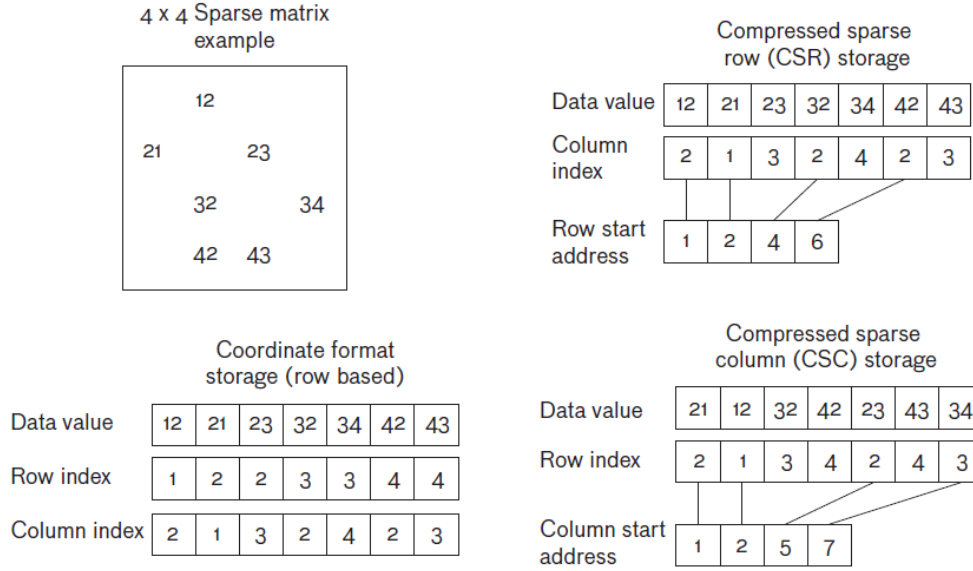 4 x 4 Sparse matrix
example
12
21 23
32 34
42 43
Compressed sparse
row (CSR) storage
Data value 12 21 23 32 34 42 43
Column
index 2 1 3 2 4 2 3
Row start
address 1 2 4 6
Coordinate format
storage (row based)
Data value 12 21 23 32 34 42 43
Row index 1 2 2 3 3 4 4
Column index 2 1 3 2 4 2 3
Compressed sparse
column (CSC) storage
Data value 21 12 32 42 23 43 34
Row index 2 1 3 4 2 4 3
Column start
address 1 2 5 7